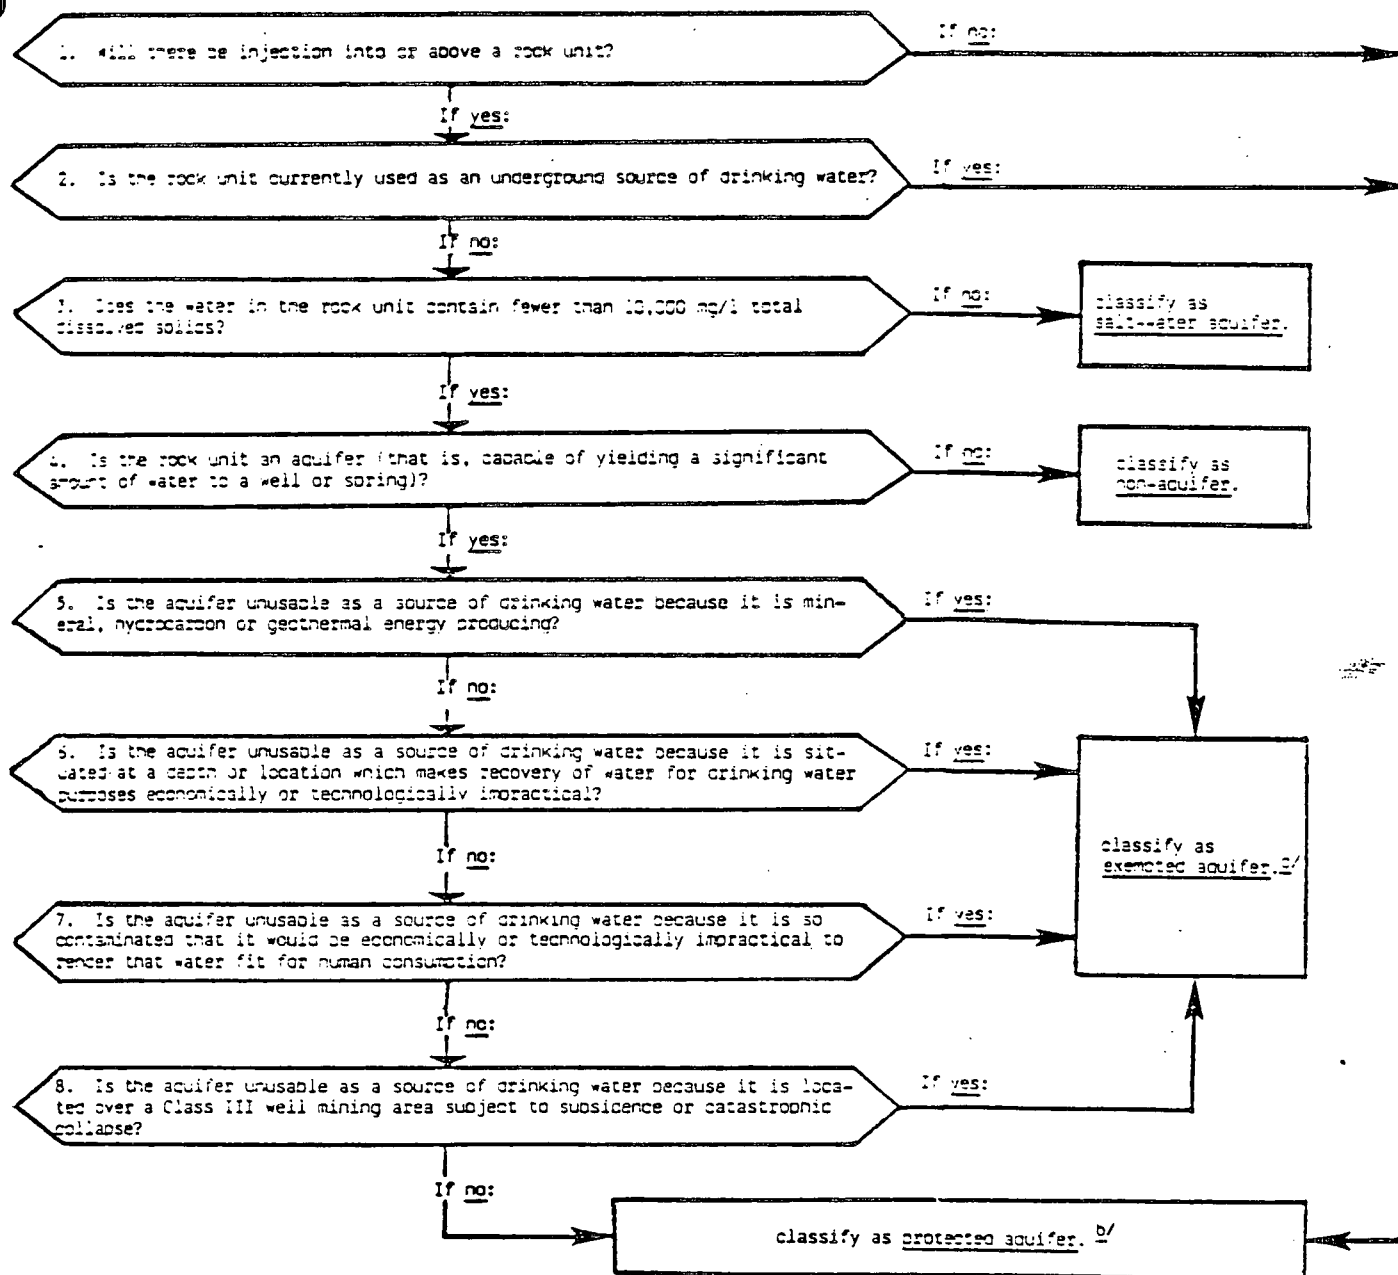 1. Will there be injection into or above a rock unit?
If no:
If yes:
2. Is the rock unit currently used as an underground source of drinking water?
If yes:
If no:
3. Does the water in the rock unit contain fewer than 10,000 mg/l total
dissolved solids?
If no:
classify as
salt-water aquifer.
If yes:
4. Is the rock unit an aquifer (that is, capable of yielding a significant
amount of water to a well or spring)?
If no:
classify as
non-aquifer.
If yes:
5. Is the aquifer unusable as a source of drinking water because it is min-
eral, hydrocarbon or geothermal energy producing?
If yes:
If no:
6. Is the aquifer unusable as a source of drinking water because it is sit-
uated at a depth or location which makes recovery of water for drinking water
purposes economically or technologically impractical?
If yes:
classify as
exempted aquifer.a/
If no:
7. Is the aquifer unusable as a source of drinking water because it is so
contaminated that it would be economically or technologically impractical to
render that water fit for human consumption?
If yes:
If no:
8. Is the aquifer unusable as a source of drinking water because it is loca-
ted over a Class III well mining area subject to subsidence or catastrophic
collapse?
If yes:
If no:
classify as protected aquifer. b/